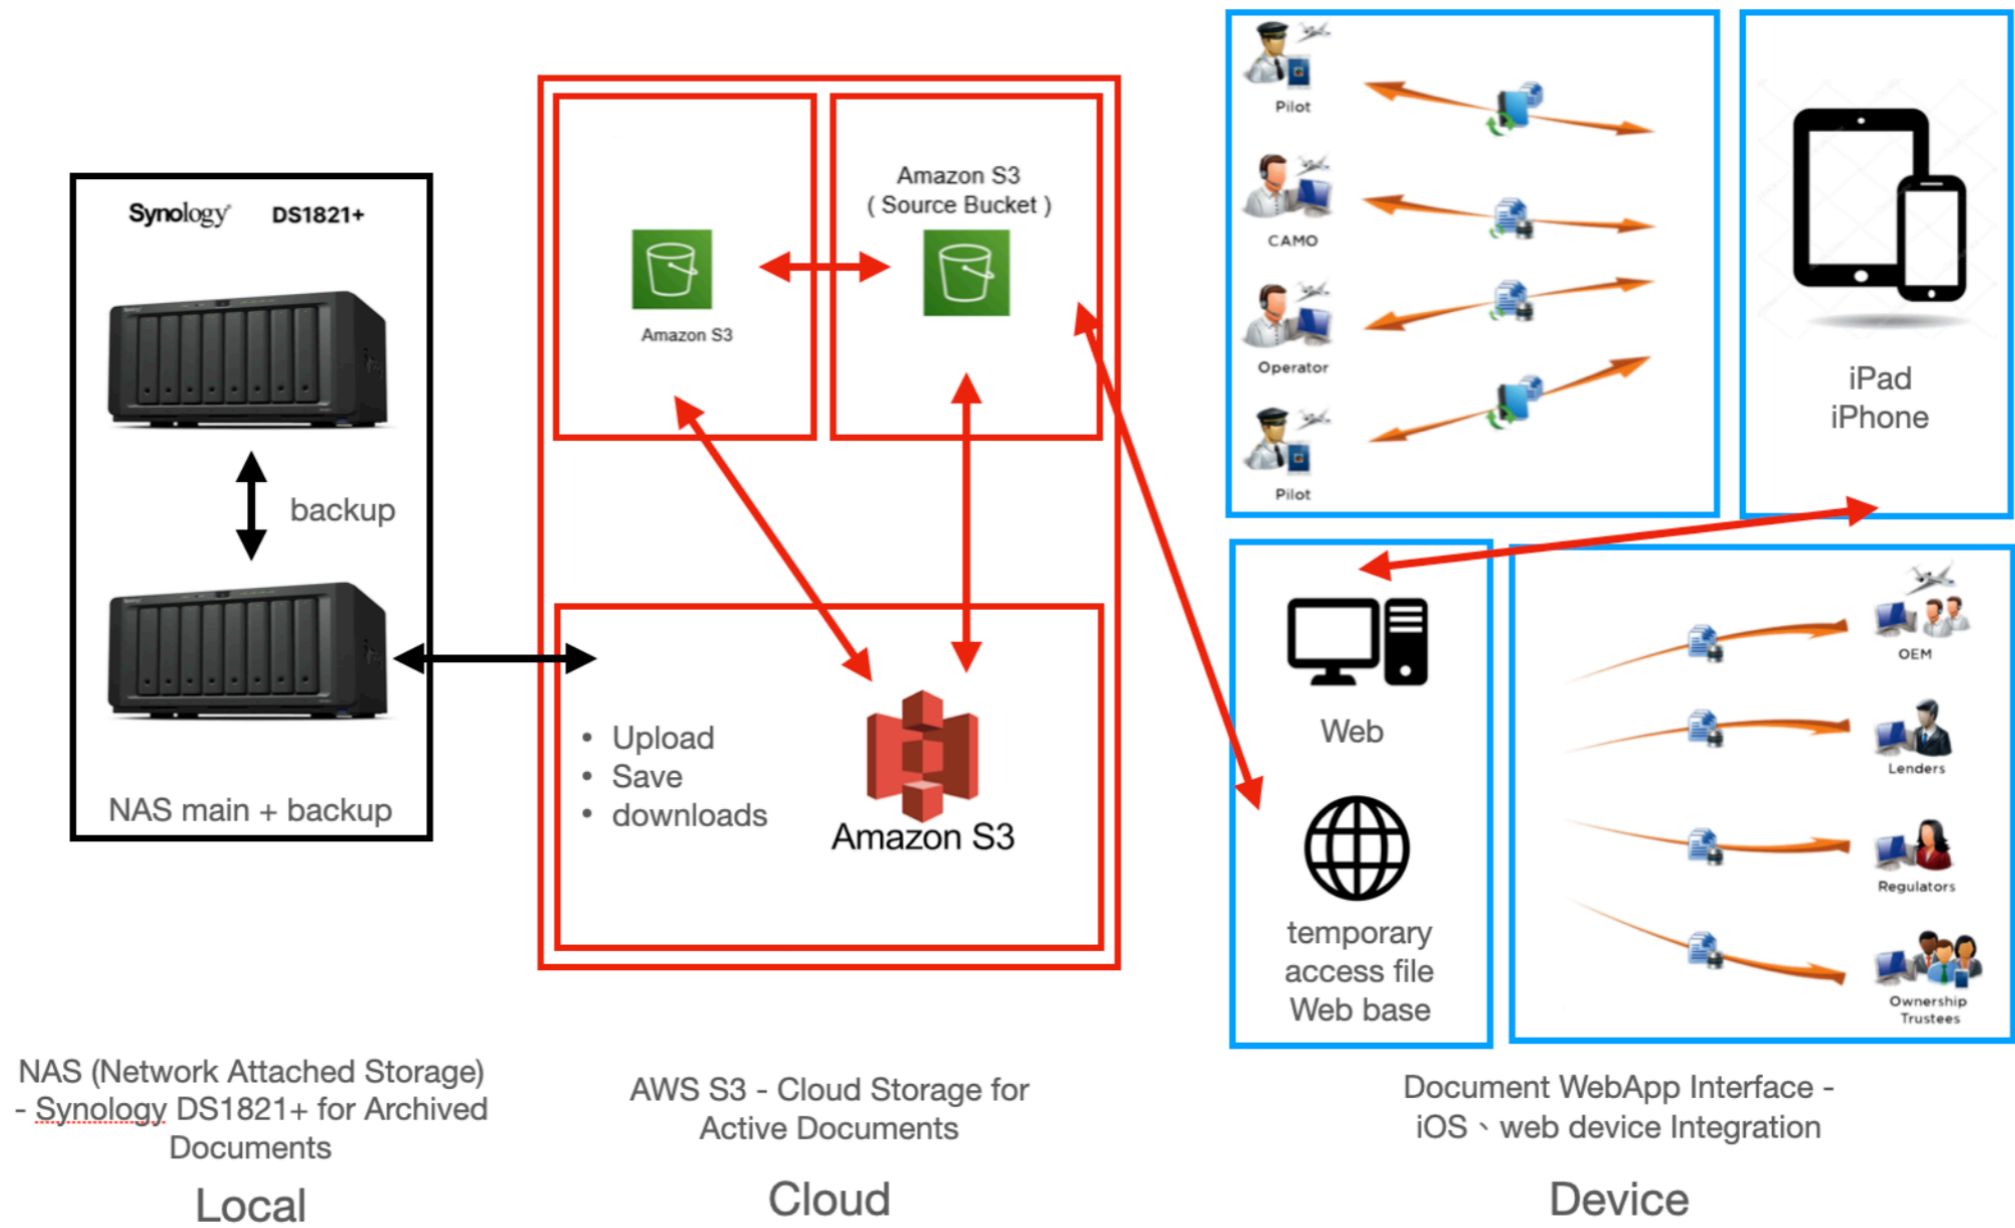 Synology DS1821+
backup
NAS main + backup
NAS (Network Attached Storage)
- Synology DS1821+ for Archived
Documents
Local
Amazon S3
Amazon S3
( Source Bucket )
• Upload
• Save
• downloads
Amazon S3
AWS S3 - Cloud Storage for
Active Documents
Cloud
Pilot
CAMO
Operator
Pilot
iPad
iPhone
Web
temporary
access file
Web base
OEM
Lenders
Regulators
Ownership
Trustees
Document WebApp Interface -
iOS、web device Integration
Device